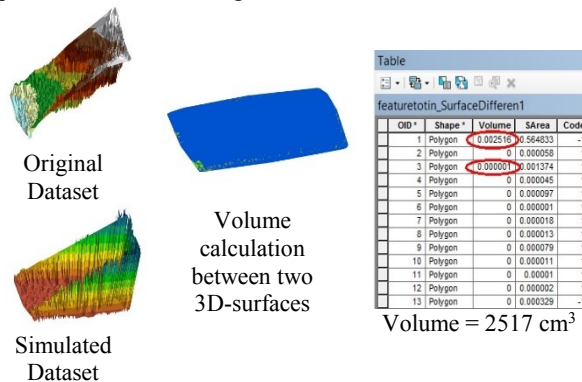 Original
Dataset
Simulated
Dataset
Volume
calculation
between two
3D-surfaces
Table
featuretotin_SurfaceDifferen1
OID * Shape * Volume SArea Code
1 Polygon 0.002516 0.564833 -
2 Polygon 0 0.000058
3 Polygon 0.000001 0.001374
4 Polygon 0 0.000045
5 Polygon 0 0.000097
6 Polygon 0 0.000001
7 Polygon 0 0.000018
8 Polygon 0 0.000013
9 Polygon 0 0.000079
10 Polygon 0 0.000011
11 Polygon 0 0.00001
12 Polygon 0 0.000002
13 Polygon 0 0.000329 -
Volume = 2517 cm³